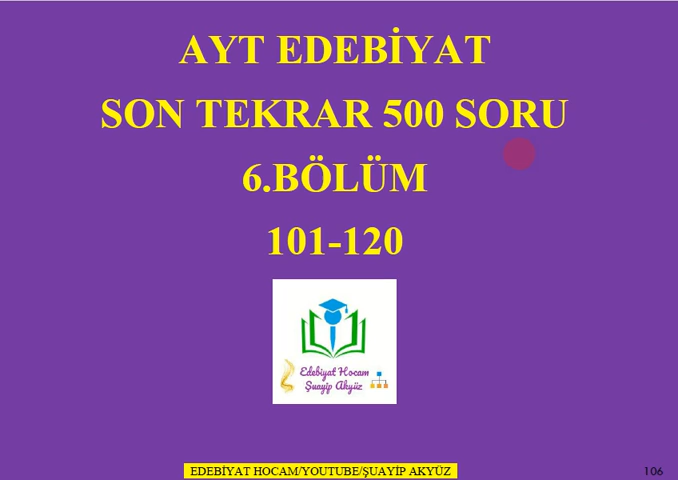 AYT EDEBİYAT
SON TEKRAR 500 SORU
6.BÖLÜM
101-120
Edebiyat Hocam
Şuayip Akyüz
EDEBİYAT HOCAM/YOUTUBE/ŞUAYİP AKYÜZ
106